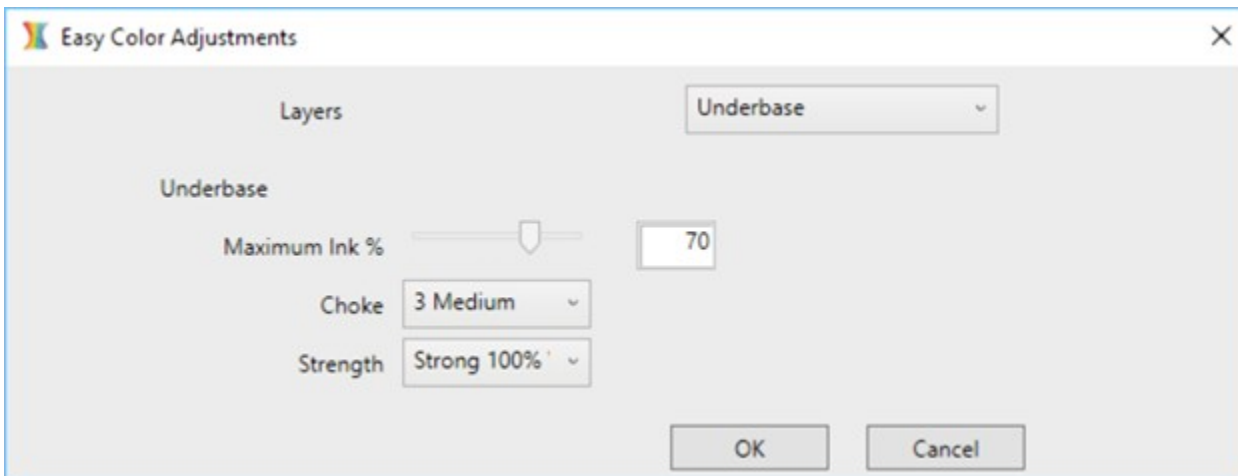 Easy Color Adjustments
Layers Underbase
Underbase
Maximum Ink % 70
Choke 3 Medium
Strength Strong 100%
OK Cancel